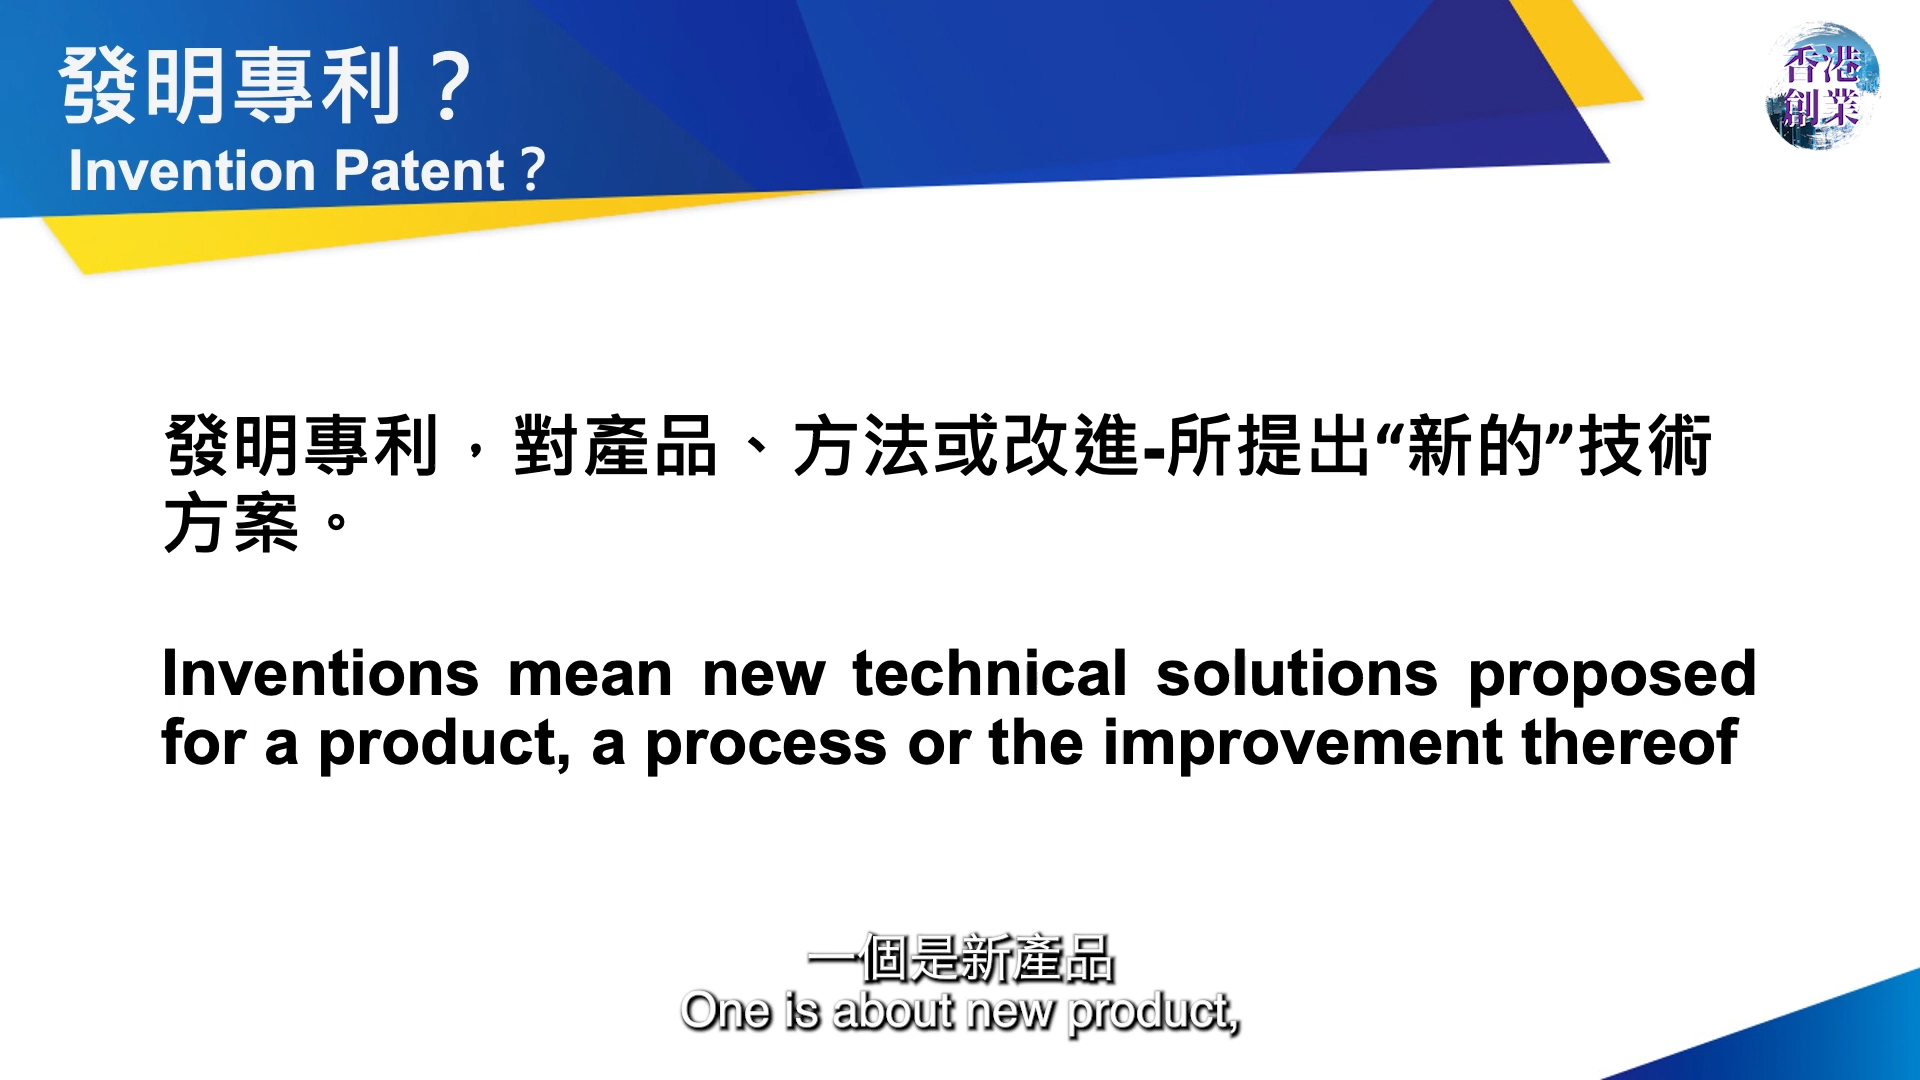 發明專利？
Invention Patent？
香港
創業
發明專利，對產品、方法或改進-所提出“新的”技術
方案。
Inventions mean new technical solutions proposed
for a product, a process or the improvement thereof
一個是新產品
One is about new product,